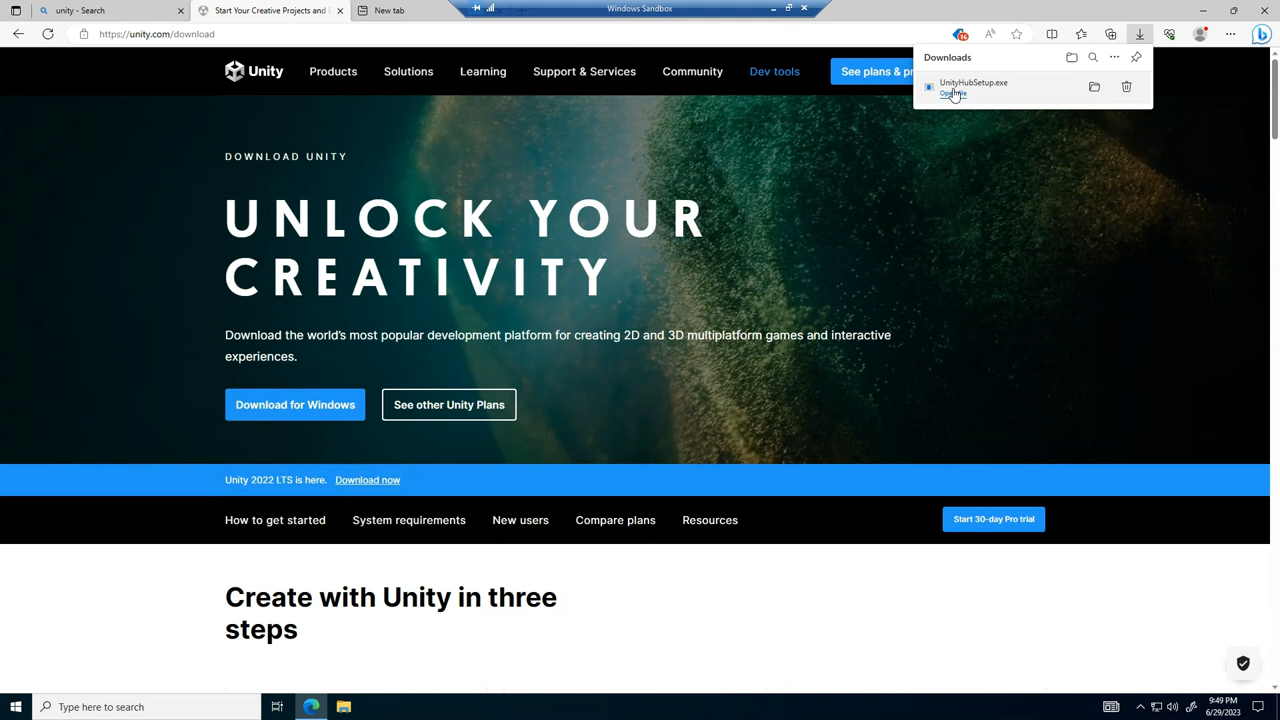 unity - Search
Start Your Creative Projects and D
New tab
Windows Sandbox
https://unity.com/download
16
Unity
Products
Solutions
Learning
Support & Services
Community
Dev tools
See plans & pr
Downloads
UnityHubSetup.exe
Open file
DOWNLOAD UNITY
UNLOCK YOUR
CREATIVITY
Download the world's most popular development platform for creating 2D and 3D multiplatform games and interactive
experiences.
Download for Windows
See other Unity Plans
Unity 2022 LTS is here. Download now
How to get started
System requirements
New users
Compare plans
Resources
Start 30-day Pro trial
Create with Unity in three
steps
Type here to search
9:49 PM
6/29/2023